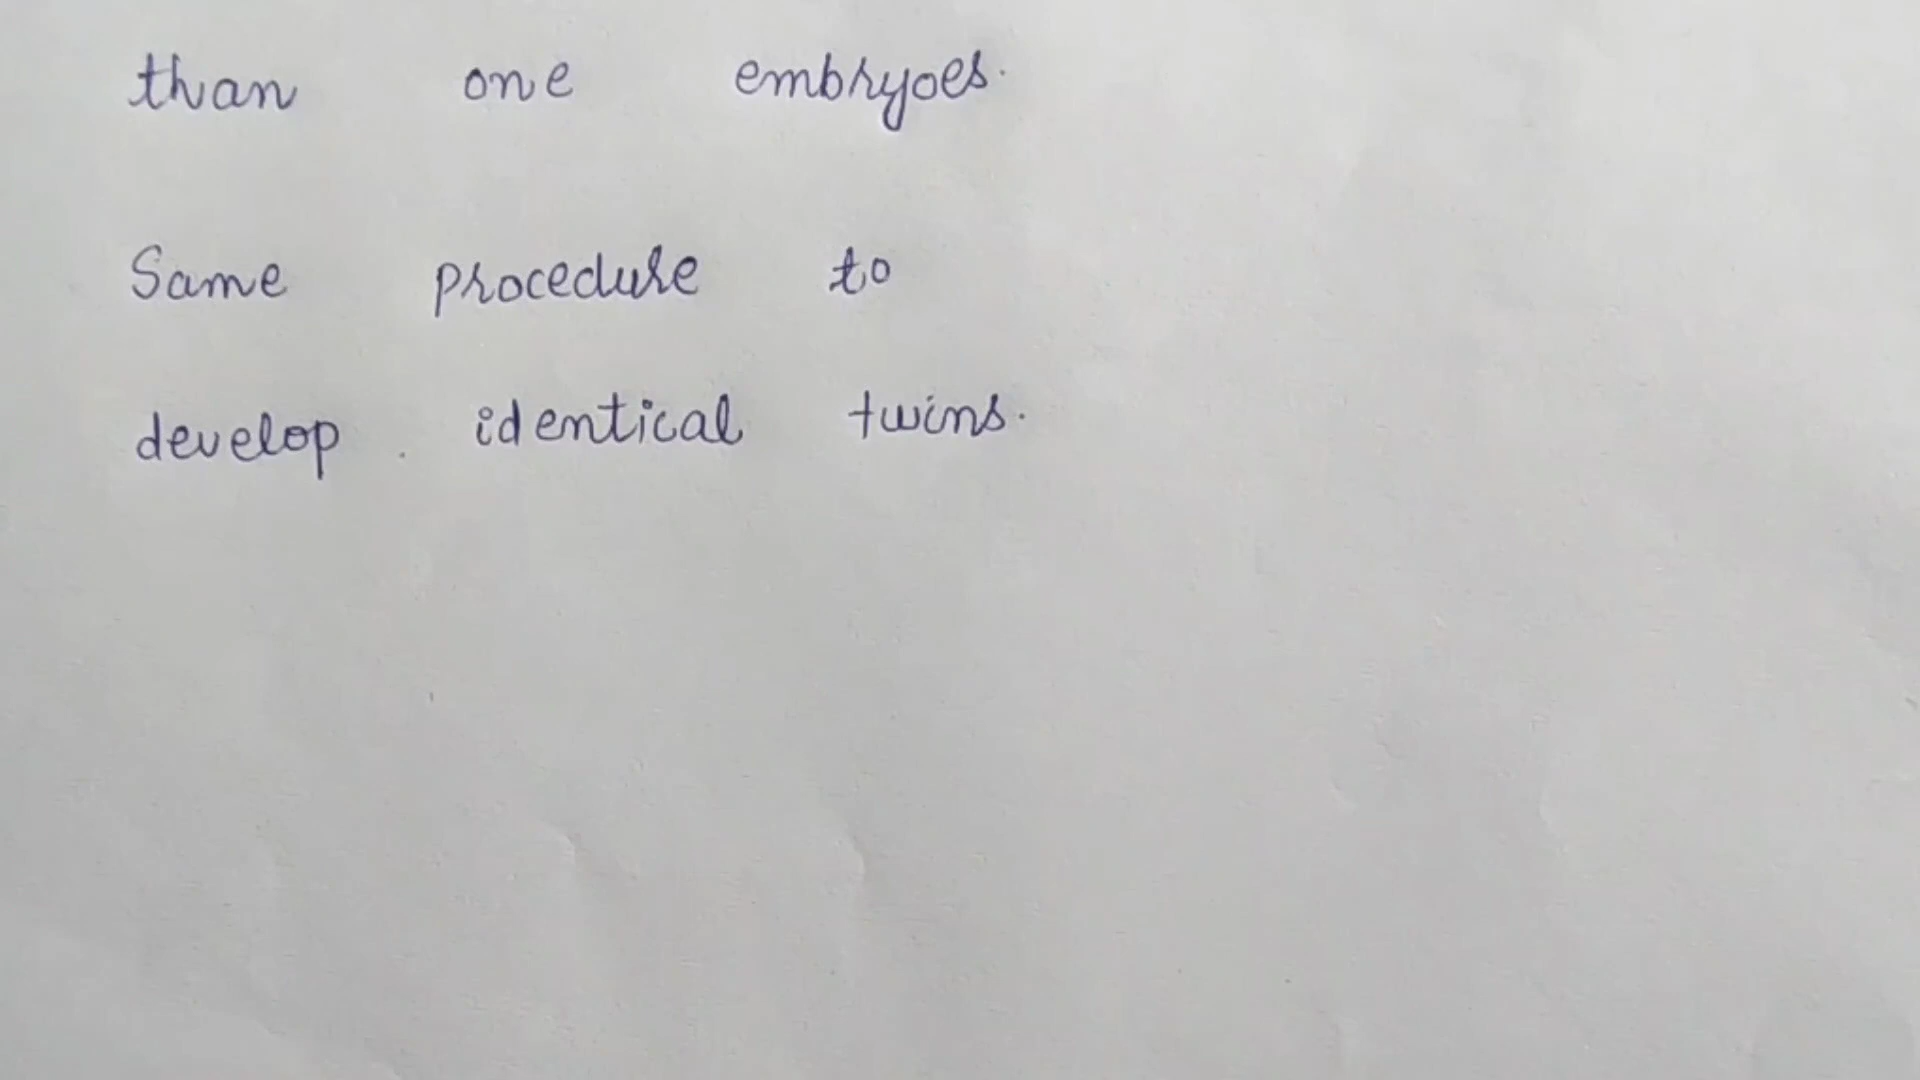 than one embryoes.
Same procedure to
develop . identical twins.